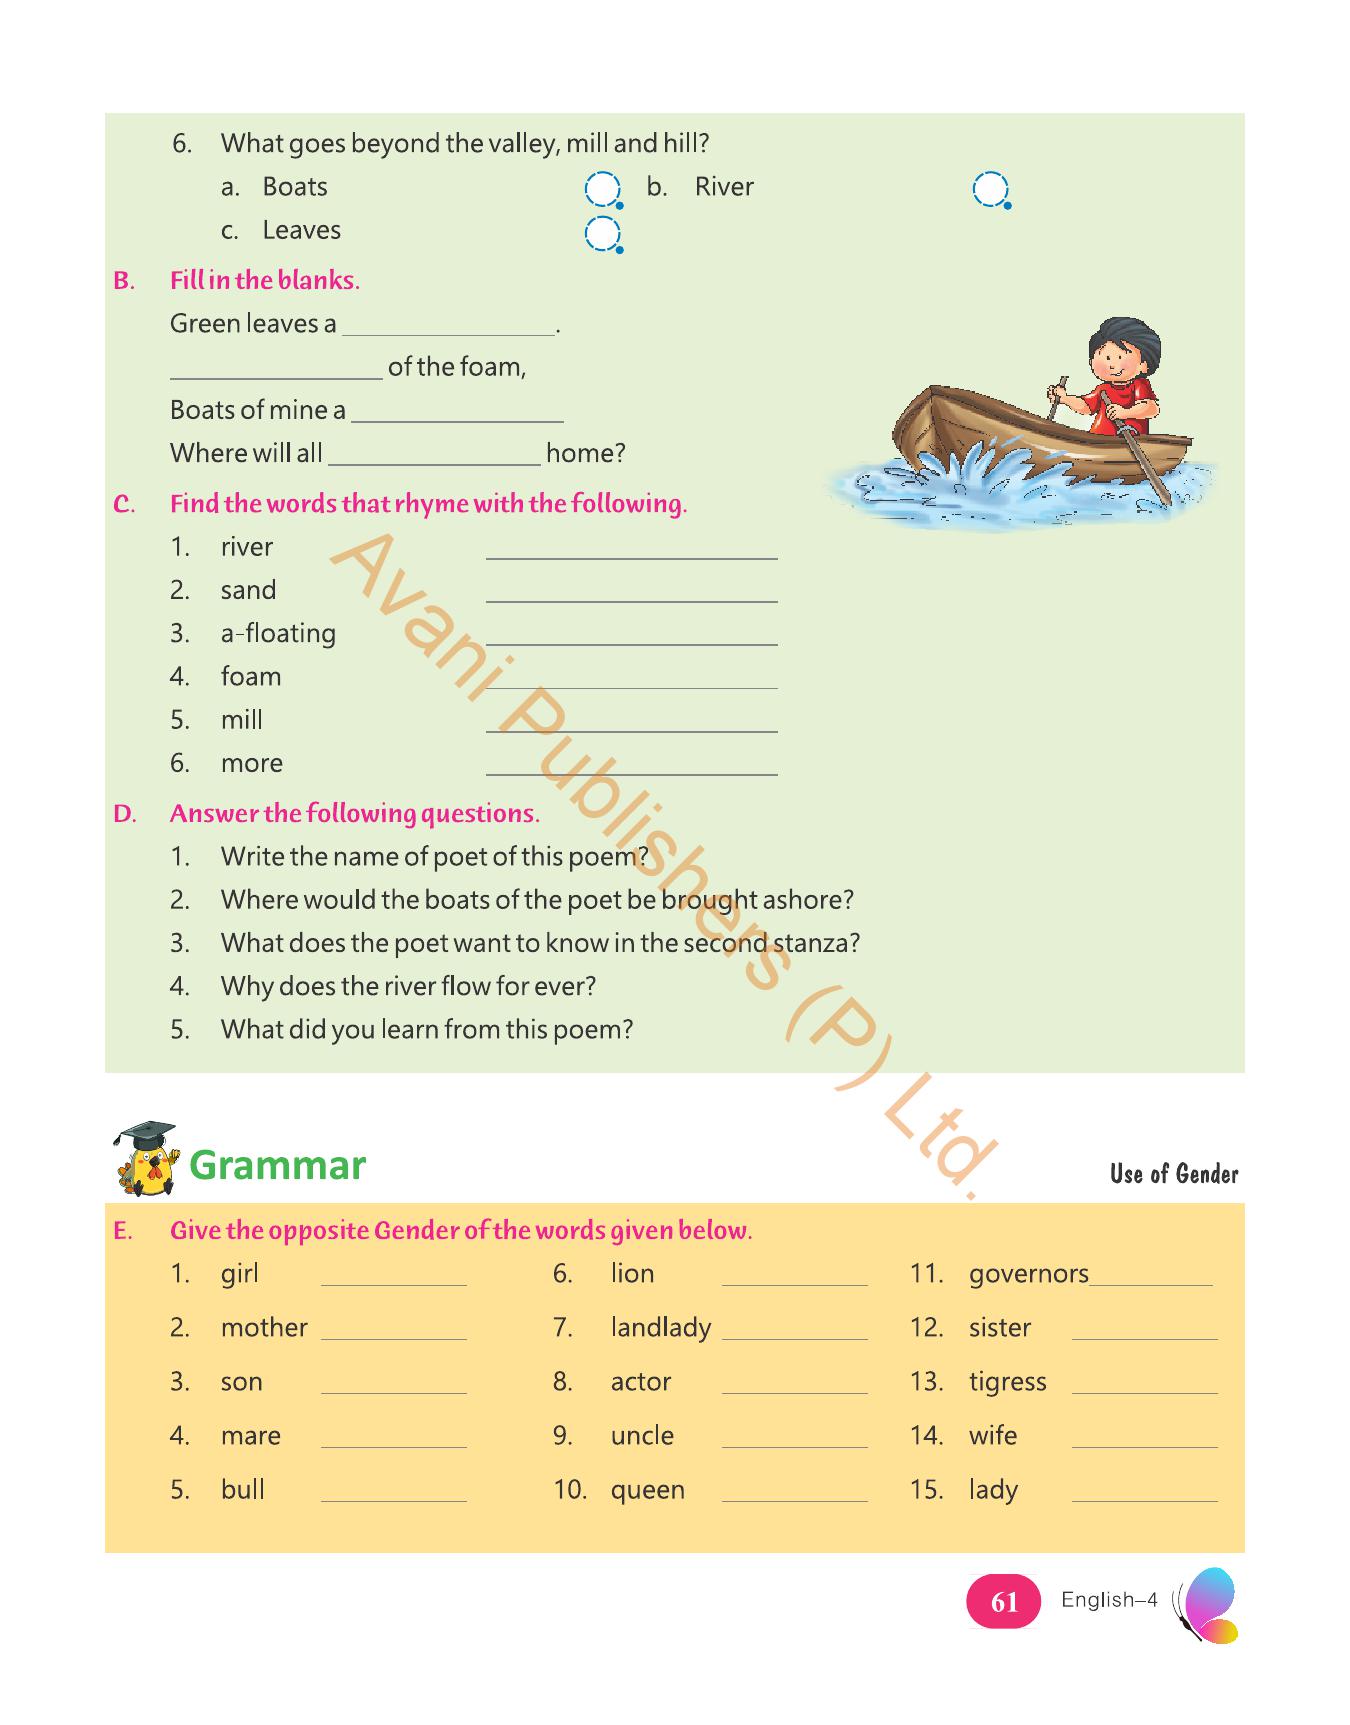 6. What goes beyond the valley, mill and hill?
a. Boats b. River
c. Leaves
B. Fill in the blanks.
Green leaves a ________________.
________________ of the foam,
Boats of mine a ________________
Where will all ________________ home?
C. Find the words that rhyme with the following.
1. river ________________
2. sand ________________
3. a-floating ________________
4. foam ________________
5. mill ________________
6. more ________________
D. Answer the following questions.
1. Write the name of poet of this poem?
2. Where would the boats of the poet be brought ashore?
3. What does the poet want to know in the second stanza?
4. Why does the river flow for ever?
5. What did you learn from this poem?
Avani Publishers (P) Ltd.
Grammar Use of Gender
E. Give the opposite Gender of the words given below.
1. girl __________ 6. lion __________ 11. governors__________
2. mother __________ 7. landlady __________ 12. sister __________
3. son __________ 8. actor __________ 13. tigress __________
4. mare __________ 9. uncle __________ 14. wife __________
5. bull __________ 10. queen __________ 15. lady __________
61 English–4